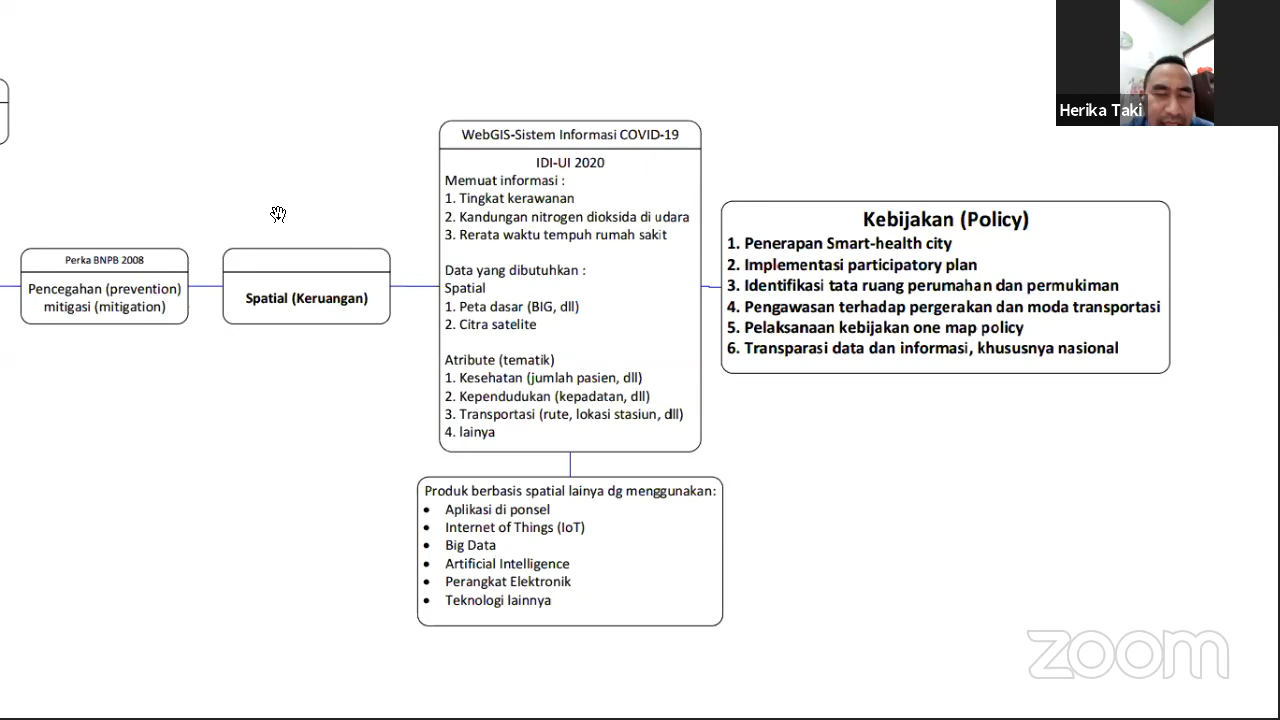 Herika Taki
Perka BNPB 2008
Pencegahan (prevention)
mitigasi (mitigation)
Spatial (Keruangan)
WebGIS-Sistem Informasi COVID-19
IDI-UI 2020
Memuat informasi :
1. Tingkat kerawanan
2. Kandungan nitrogen dioksida di udara
3. Rerata waktu tempuh rumah sakit
Data yang dibutuhkan :
Spatial
1. Peta dasar (BIG, dll)
2. Citra satelite
Atribute (tematik)
1. Kesehatan (jumlah pasien, dll)
2. Kependudukan (kepadatan, dll)
3. Transportasi (rute, lokasi stasiun, dll)
4. lainya
Produk berbasis spatial lainya dg menggunakan:
• Aplikasi di ponsel
• Internet of Things (IoT)
• Big Data
• Artificial Intelligence
• Perangkat Elektronik
• Teknologi lainnya
Kebijakan (Policy)
1. Penerapan Smart-health city
2. Implementasi participatory plan
3. Identifikasi tata ruang perumahan dan permukiman
4. Pengawasan terhadap pergerakan dan moda transportasi
5. Pelaksanaan kebijakan one map policy
6. Transparasi data dan informasi, khususnya nasional
zoom